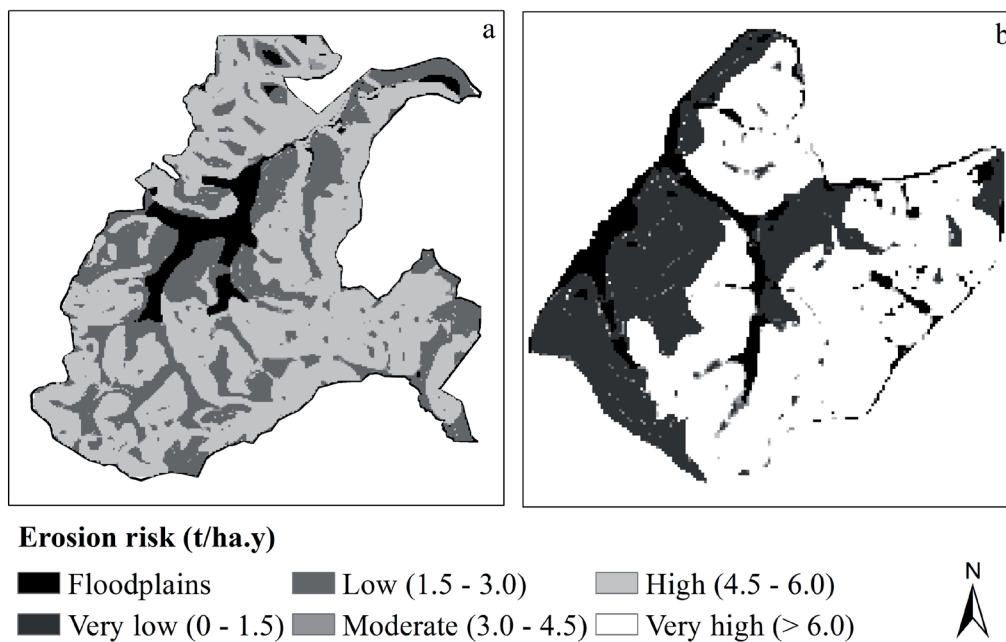 a
b
Erosion risk (t/ha.y)
Floodplains Low (1.5 - 3.0) High (4.5 - 6.0)
Very low (0 - 1.5) Moderate (3.0 - 4.5) Very high (> 6.0)
N